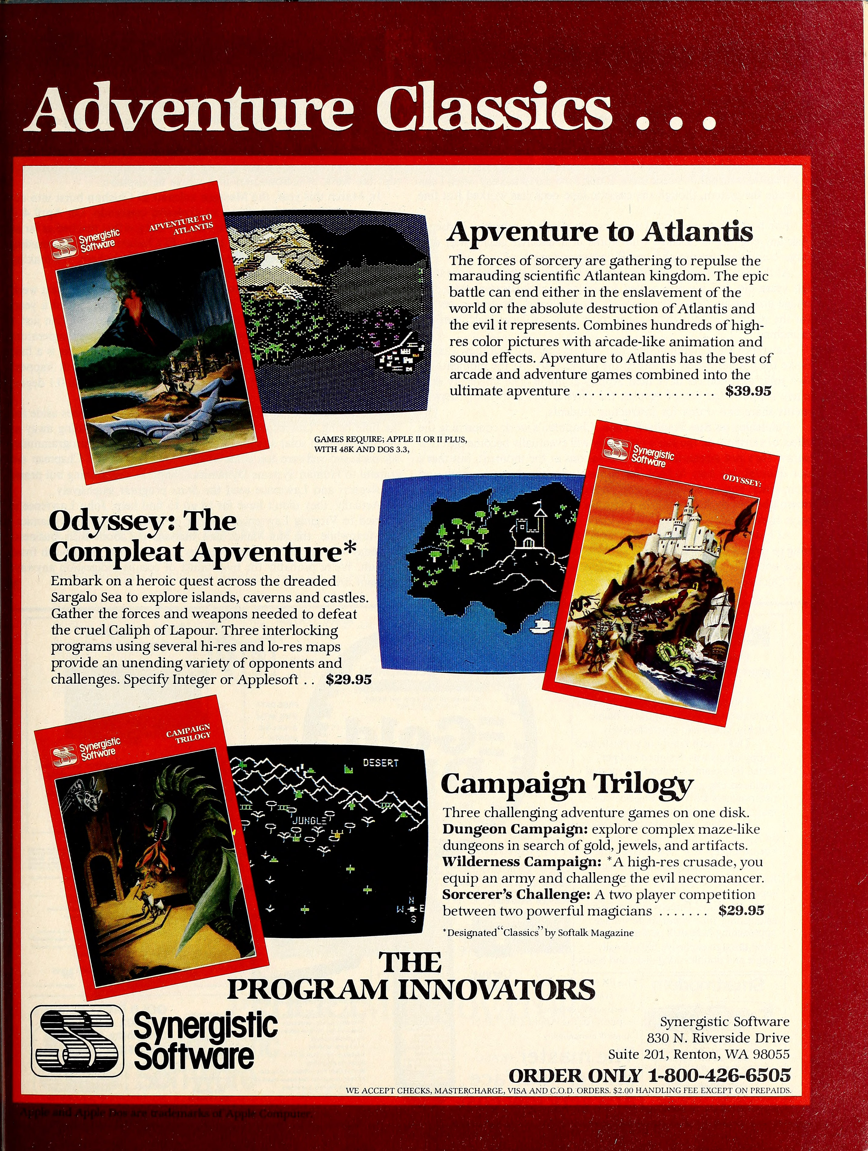 Adventure Classics . . .
Synergistic
Software
APVENTURE TO
ATLANTIS
Apventure to Atlantis
The forces of sorcery are gathering to repulse the
marauding scientific Atlantean kingdom. The epic
battle can end either in the enslavement of the
world or the absolute destruction of Atlantis and
the evil it represents. Combines hundreds of high-
res color pictures with arcade-like animation and
sound effects. Apventure to Atlantis has the best of
arcade and adventure games combined into the
ultimate apventure . . . . . . . . . . . . . . . . . . . $39.95
GAMES REQUIRE; APPLE II OR II PLUS,
WITH 48K AND DOS 3.3,
Synergistic
Software
ODYSSEY:
Odyssey: The
Compleat Apventure*
Embark on a heroic quest across the dreaded
Sargalo Sea to explore islands, caverns and castles.
Gather the forces and weapons needed to defeat
the cruel Caliph of Lapour. Three interlocking
programs using several hi-res and lo-res maps
provide an unending variety of opponents and
challenges. Specify Integer or Applesoft . . $29.95
Synergistic
Software
CAMPAIGN
TRILOGY
DESERT
JUNGLE
N
W E
S
Campaign Trilogy
Three challenging adventure games on one disk.
Dungeon Campaign: explore complex maze-like
dungeons in search of gold, jewels, and artifacts.
Wilderness Campaign: *A high-res crusade, you
equip an army and challenge the evil necromancer.
Sorcerer's Challenge: A two player competition
between two powerful magicians . . . . . . . $29.95
*Designated "Classics" by Softalk Magazine
THE
PROGRAM INNOVATORS
Synergistic
Software
Synergistic Software
830 N. Riverside Drive
Suite 201, Renton, WA 98055
ORDER ONLY 1-800-426-6505
WE ACCEPT CHECKS, MASTERCHARGE, VISA AND C.O.D. ORDERS. $2.00 HANDLING FEE EXCEPT ON PREPAIDS.
Apple and Apple Dos are trademarks of Apple Computer.